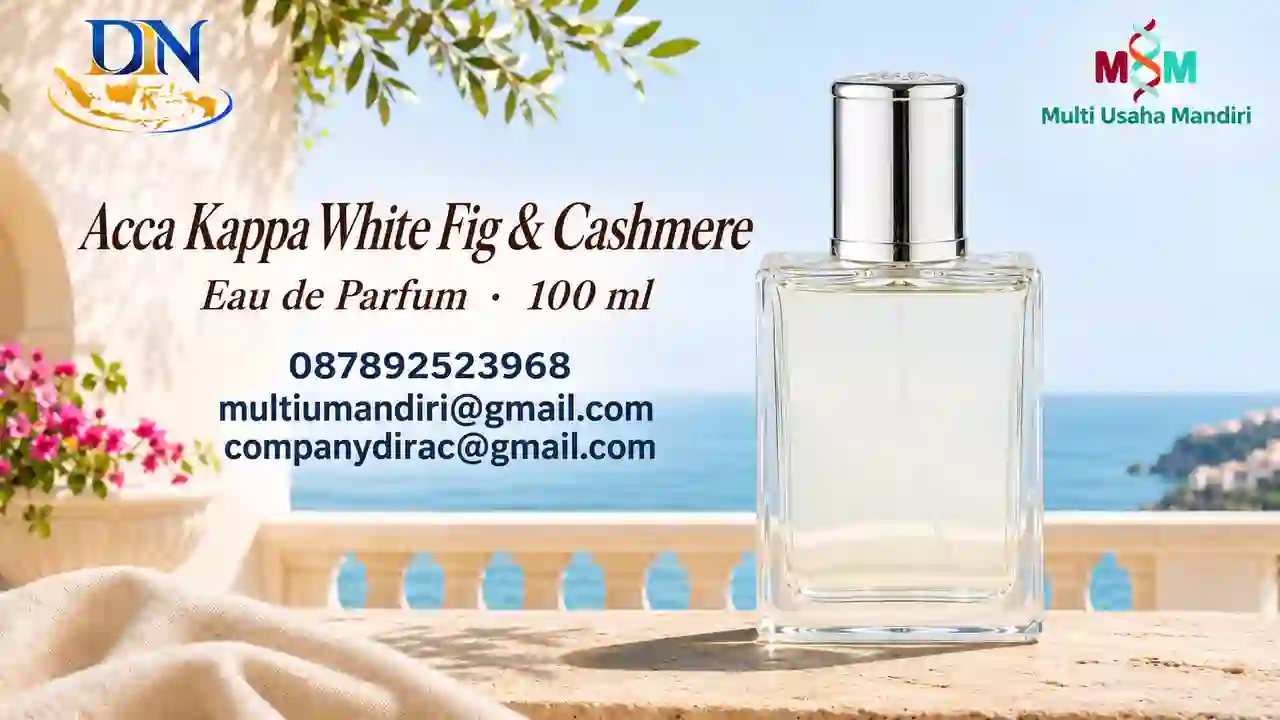 DN
K
M M
Multi Usaha Mandiri
Acca Kappa White Fig & Cashmere
Eau de Parfum · 100 ml
087892523968
multiumandiri@gmail.com
companydirac@gmail.com